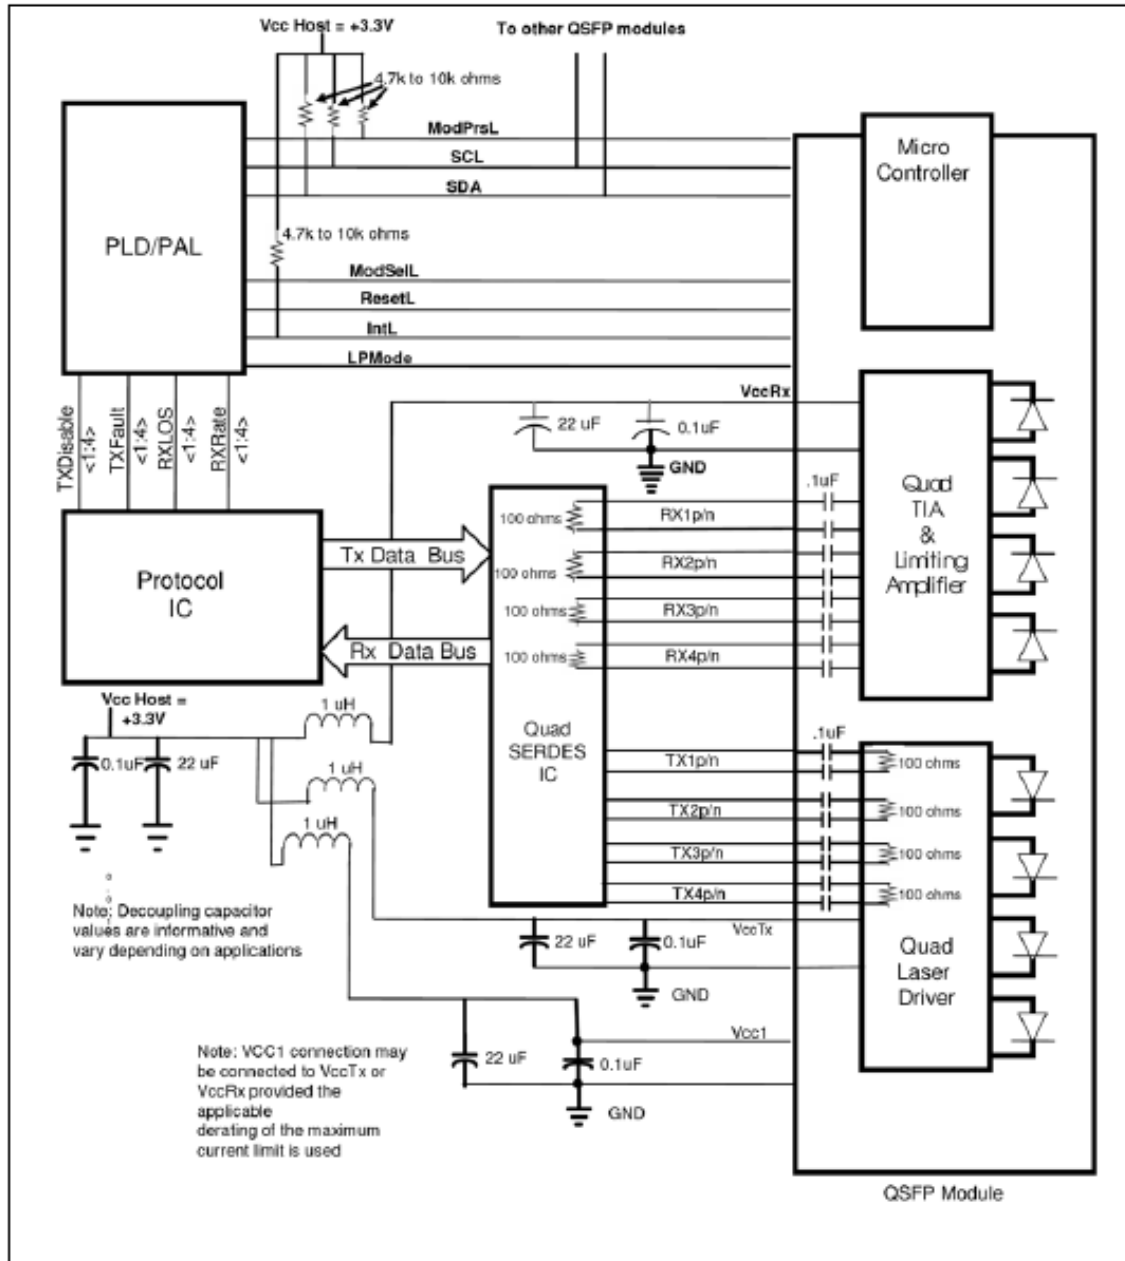 Vcc Host = +3.3V
To other QSFP modules
4.7k to 10k ohms
ModPrsL
SCL
SDA
Micro
Controller
PLD/PAL
4.7k to 10k ohms
ModSelL
ResetL
IntL
LPMode
VccRx
TXDisable
<1:4>
TXFault
<1:4>
RXLOS
<1:4>
RXRate
<1:4>
22 uF
0.1uF
GND
.1uF
Quad
TIA
&
Limiting
Amplifier
100 ohms
RX1p/n
100 ohms
RX2p/n
100 ohms
RX3p/n
100 ohms
RX4p/n
Tx Data Bus
Protocol
IC
Rx Data Bus
Vcc Host =
+3.3V
1 uH
0.1uF
22 uF
1 uH
1 uH
Quad
SERDES
IC
.1uF
TX1p/n
100 ohms
TX2p/n
100 ohms
TX3p/n
100 ohms
TX4p/n
100 ohms
Note: Decoupling capacitor
values are informative and
vary depending on applications
VccTx
22 uF
0.1uF
GND
Quad
Laser
Driver
Vcc1
22 uF
0.1uF
GND
Note: VCC1 connection may
be connected to VccTx or
VccRx provided the
applicable
derating of the maximum
current limit is used
QSFP Module